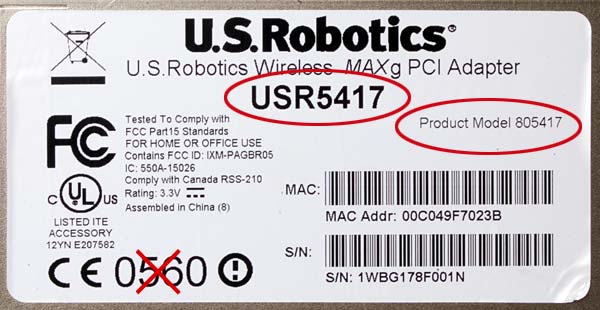 U.S.Robotics®
U.S.Robotics Wireless MAXg PCI Adapter
USR5417
Product Model 805417
FCC
Tested To Comply with
FCC Part15 Standards
FOR HOME OR OFFICE USE
Contains FCC ID: IXM-PAGBR05
IC: 550A-15026
Comply with Canada RSS-210
Rating: 3.3V
Assembled in China (8)
C UL US
LISTED ITE
ACCESSORY
12YN E207582
CE 0560
MAC:
MAC Addr: 00C049F7023B
S/N:
S/N: 1WBG178F001N